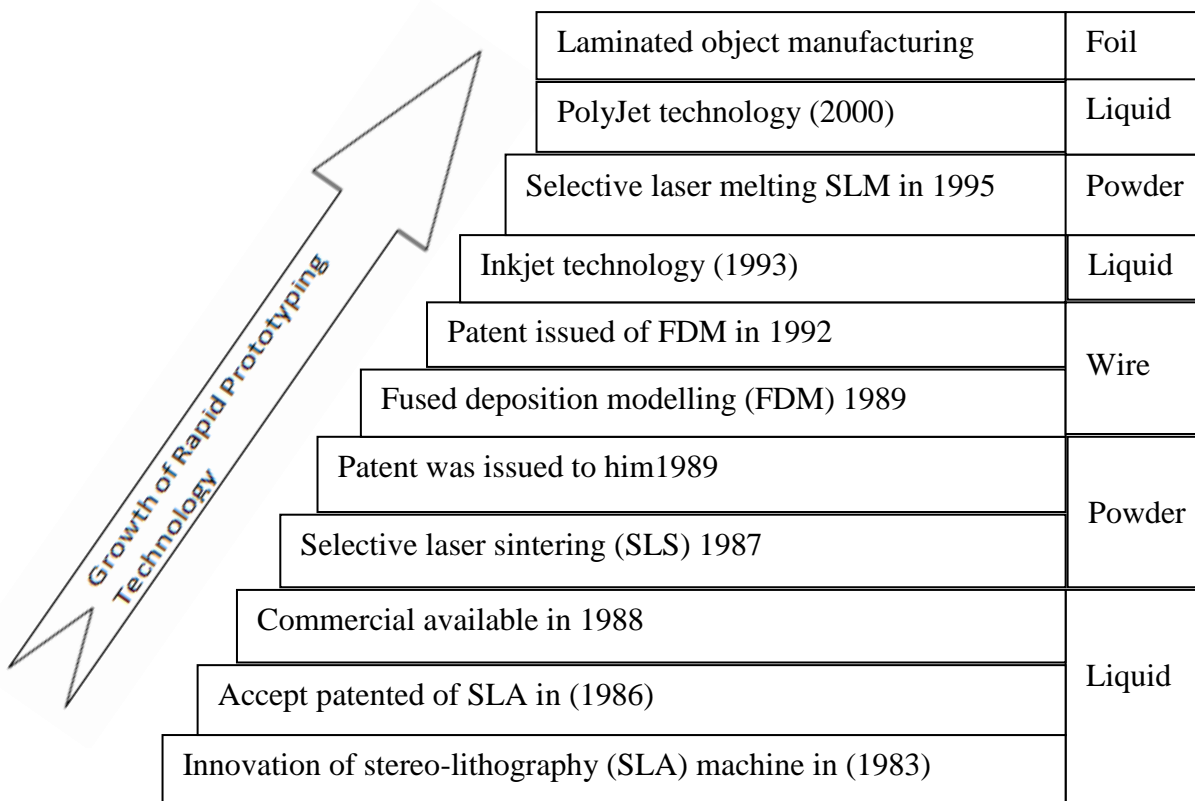 Laminated object manufacturing Foil
PolyJet technology (2000) Liquid
Selective laser melting SLM in 1995 Powder
Inkjet technology (1993) Liquid
Patent issued of FDM in 1992
Wire
Fused deposition modelling (FDM) 1989
Patent was issued to him1989
Powder
Selective laser sintering (SLS) 1987
Commercial available in 1988
Liquid
Accept patented of SLA in (1986)
Innovation of stereo-lithography (SLA) machine in (1983)
Growth of Rapid Prototyping
Technology